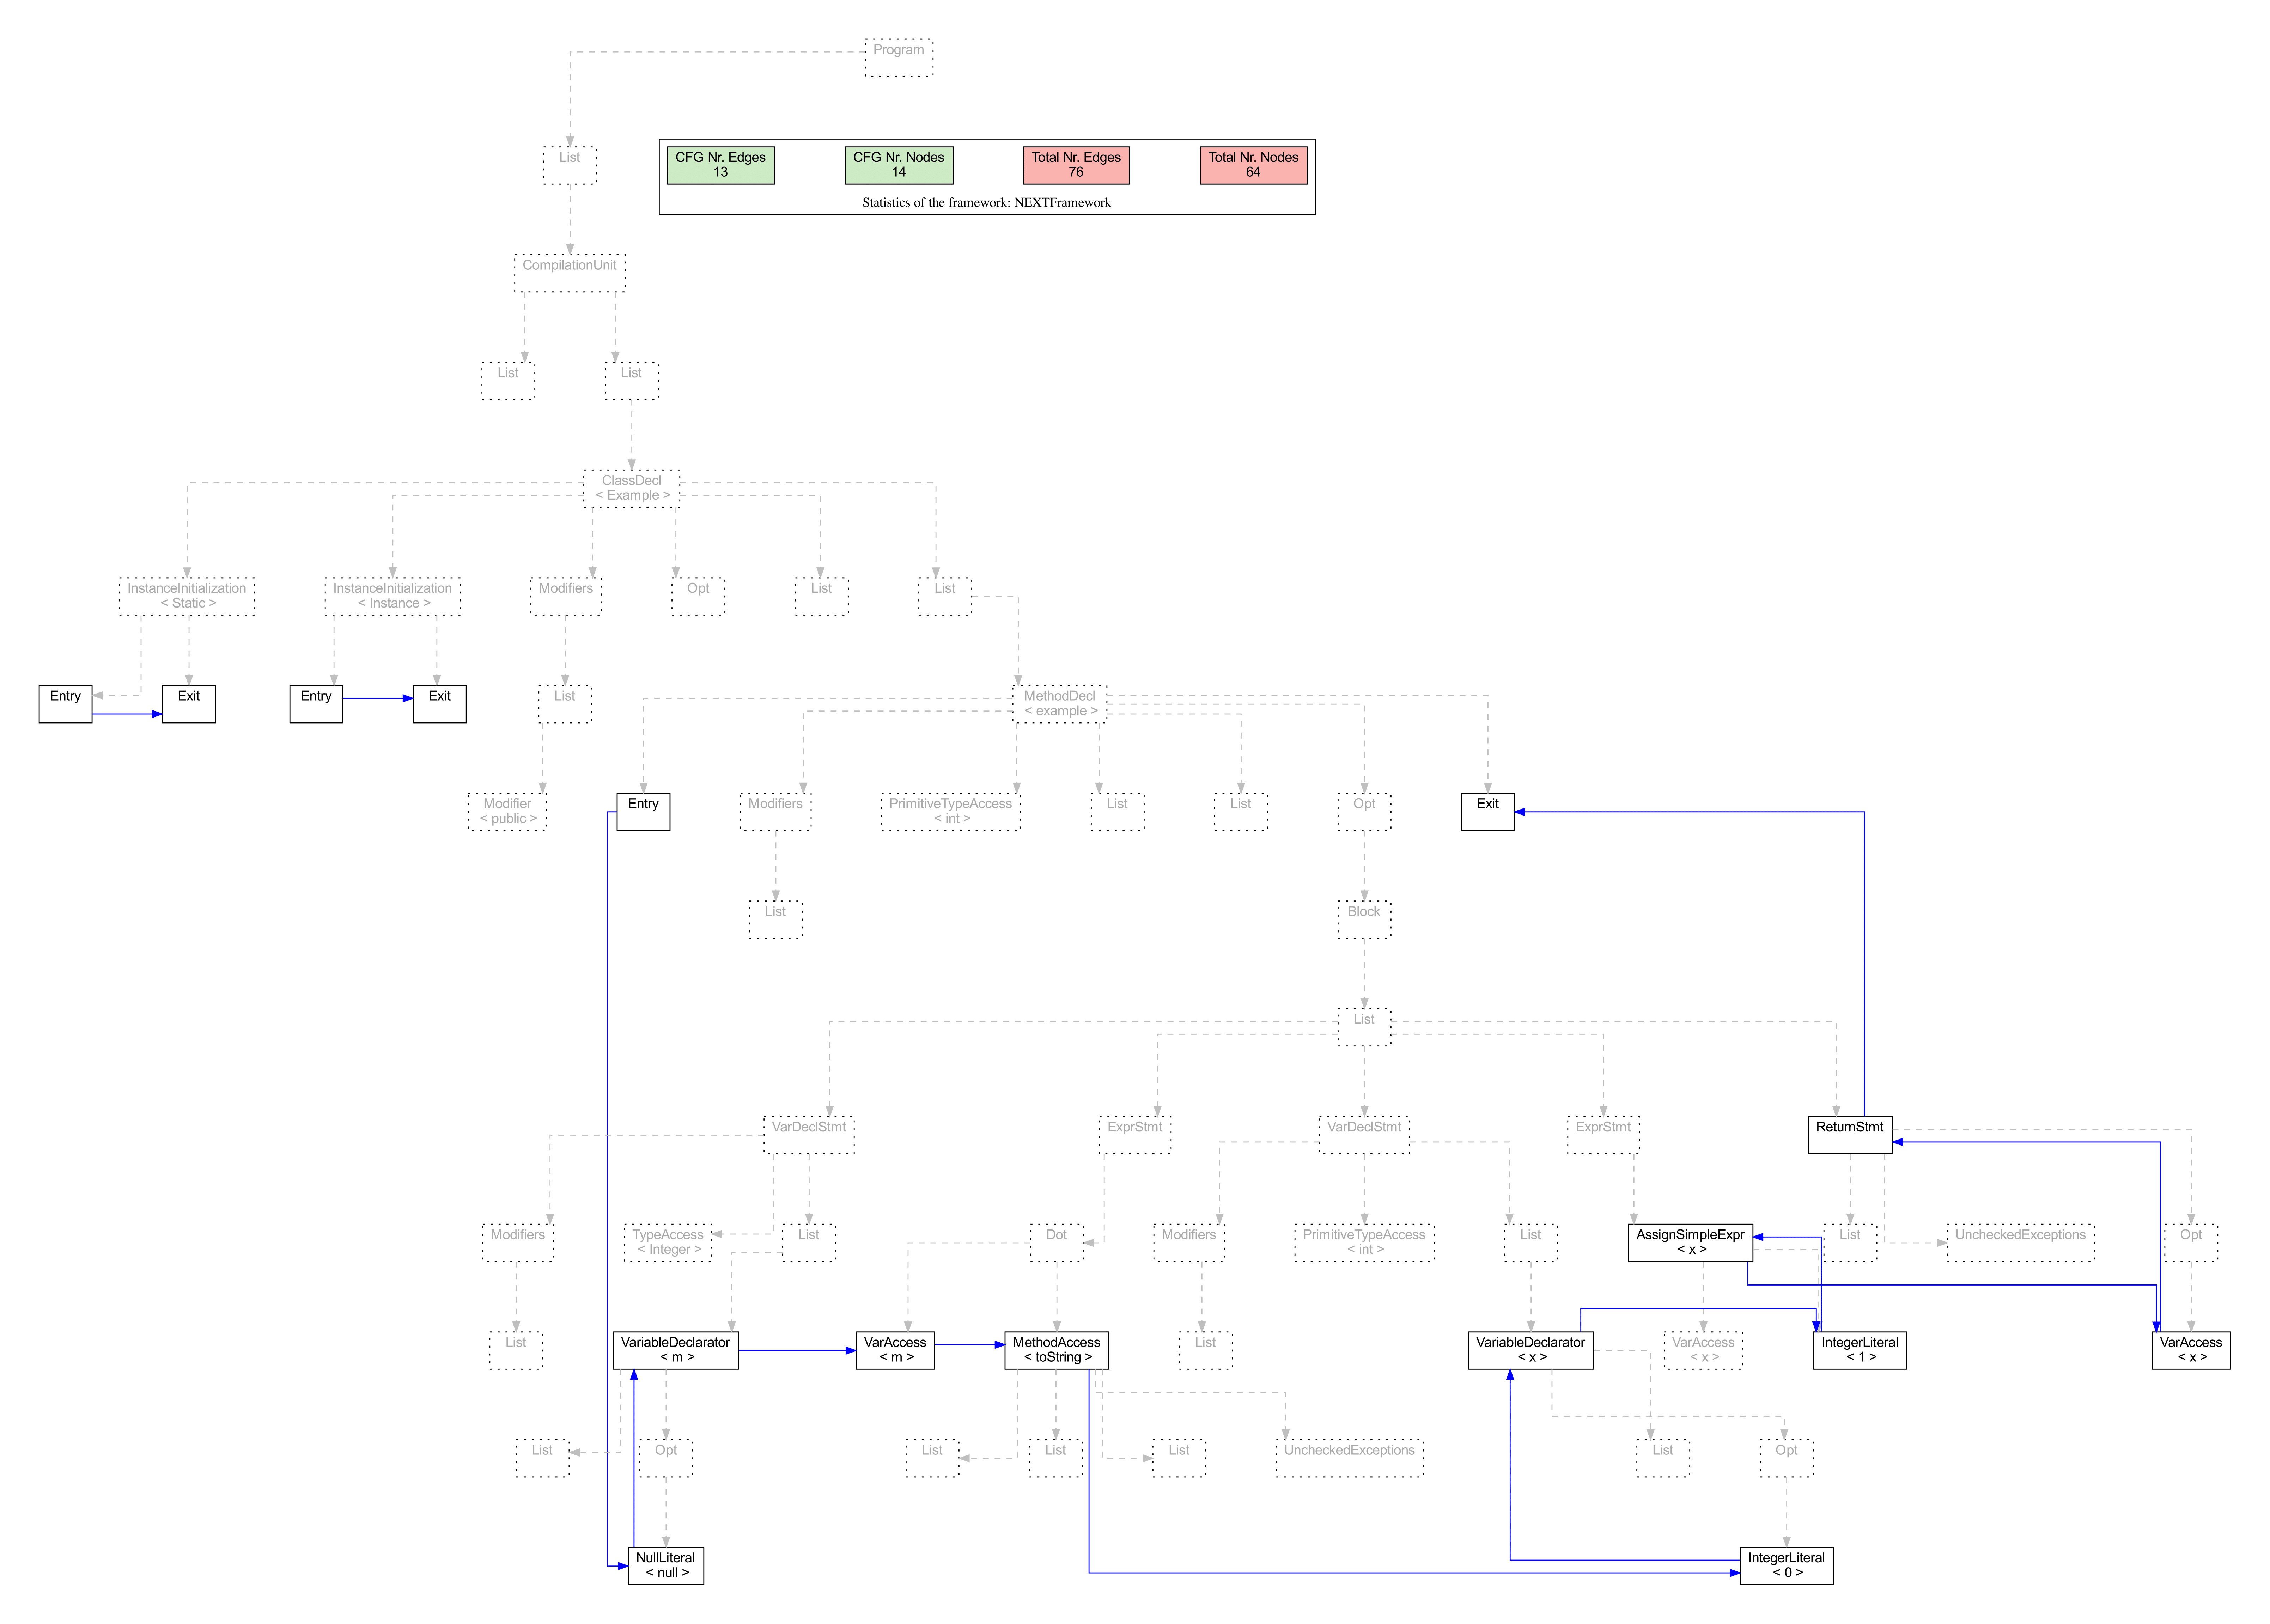 Program
List
CFG Nr. Edges
13
CFG Nr. Nodes
14
Total Nr. Edges
76
Total Nr. Nodes
64
Statistics of the framework: NEXTFramework
CompilationUnit
List
List
ClassDecl
< Example >
InstanceInitialization
< Static >
InstanceInitialization
< Instance >
Modifiers
Opt
List
List
Entry
Exit
Entry
Exit
List
MethodDecl
< example >
Modifier
< public >
Entry
Modifiers
PrimitiveTypeAccess
< int >
List
List
Opt
Exit
List
Block
List
VarDeclStmt
ExprStmt
VarDeclStmt
ExprStmt
ReturnStmt
Modifiers
TypeAccess
< Integer >
List
Dot
Modifiers
PrimitiveTypeAccess
< int >
List
AssignSimpleExpr
< x >
List
UncheckedExceptions
Opt
List
VariableDeclarator
< m >
VarAccess
< m >
MethodAccess
< toString >
List
VariableDeclarator
< x >
VarAccess
< x >
IntegerLiteral
< 1 >
VarAccess
< x >
List
Opt
List
List
List
UncheckedExceptions
List
Opt
NullLiteral
< null >
IntegerLiteral
< 0 >